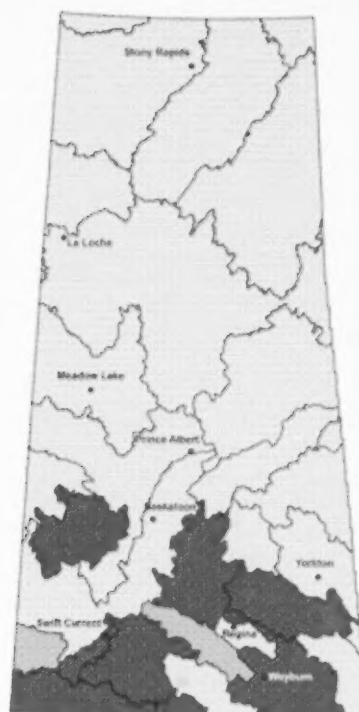 Stony Rapids
La Loche
Meadow Lake
Prince Albert
Saskatoon
Yorkton
Swift Current
Regina
Weyburn